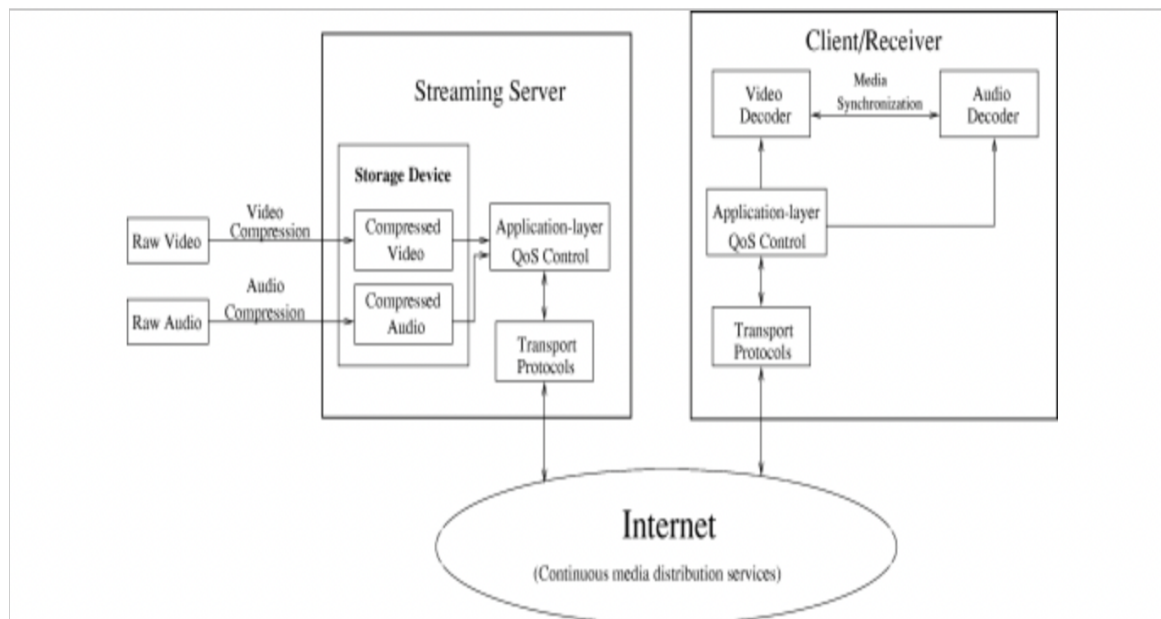 Streaming Server
Storage Device
Video
Compression
Raw Video
Compressed
Video
Application-layer
QoS Control
Audio
Compression
Raw Audio
Compressed
Audio
Transport
Protocols
Client/Receiver
Video
Decoder
Media
Synchronization
Audio
Decoder
Application-layer
QoS Control
Transport
Protocols
Internet
(Continuous media distribution services)